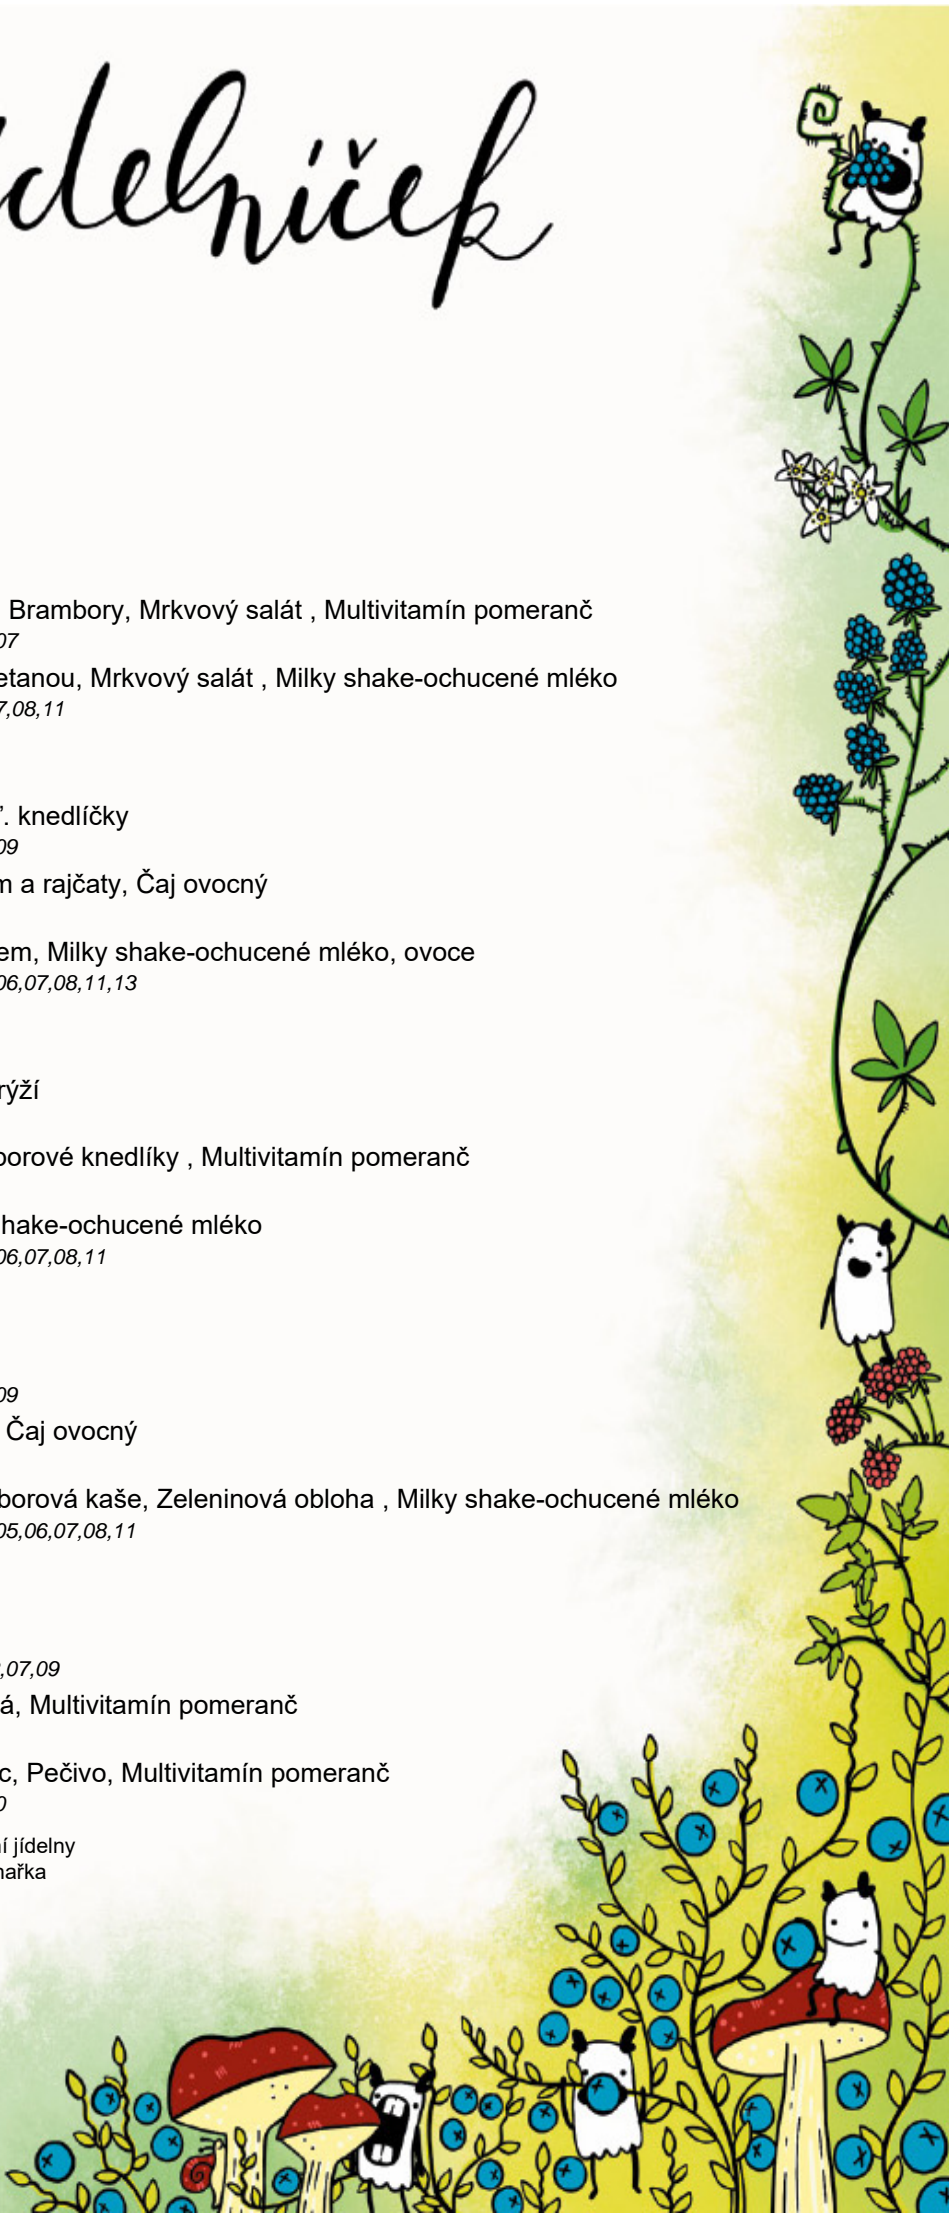 delníček
Brambory, Mrkvový salát , Multivitamín pomeranč
07
etanou, Mrkvový salát , Milky shake-ochucené mléko
7,08,11
. knedlíčky
09
m a rajčaty, Čaj ovocný
em, Milky shake-ochucené mléko, ovoce
06,07,08,11,13
rýží
borové knedlíky , Multivitamín pomeranč
hake-ochucené mléko
06,07,08,11
09
Čaj ovocný
borová kaše, Zeleninová obloha , Milky shake-ochucené mléko
05,06,07,08,11
,07,09
á, Multivitamín pomeranč
c, Pečivo, Multivitamín pomeranč
0
í jídelny
nařka